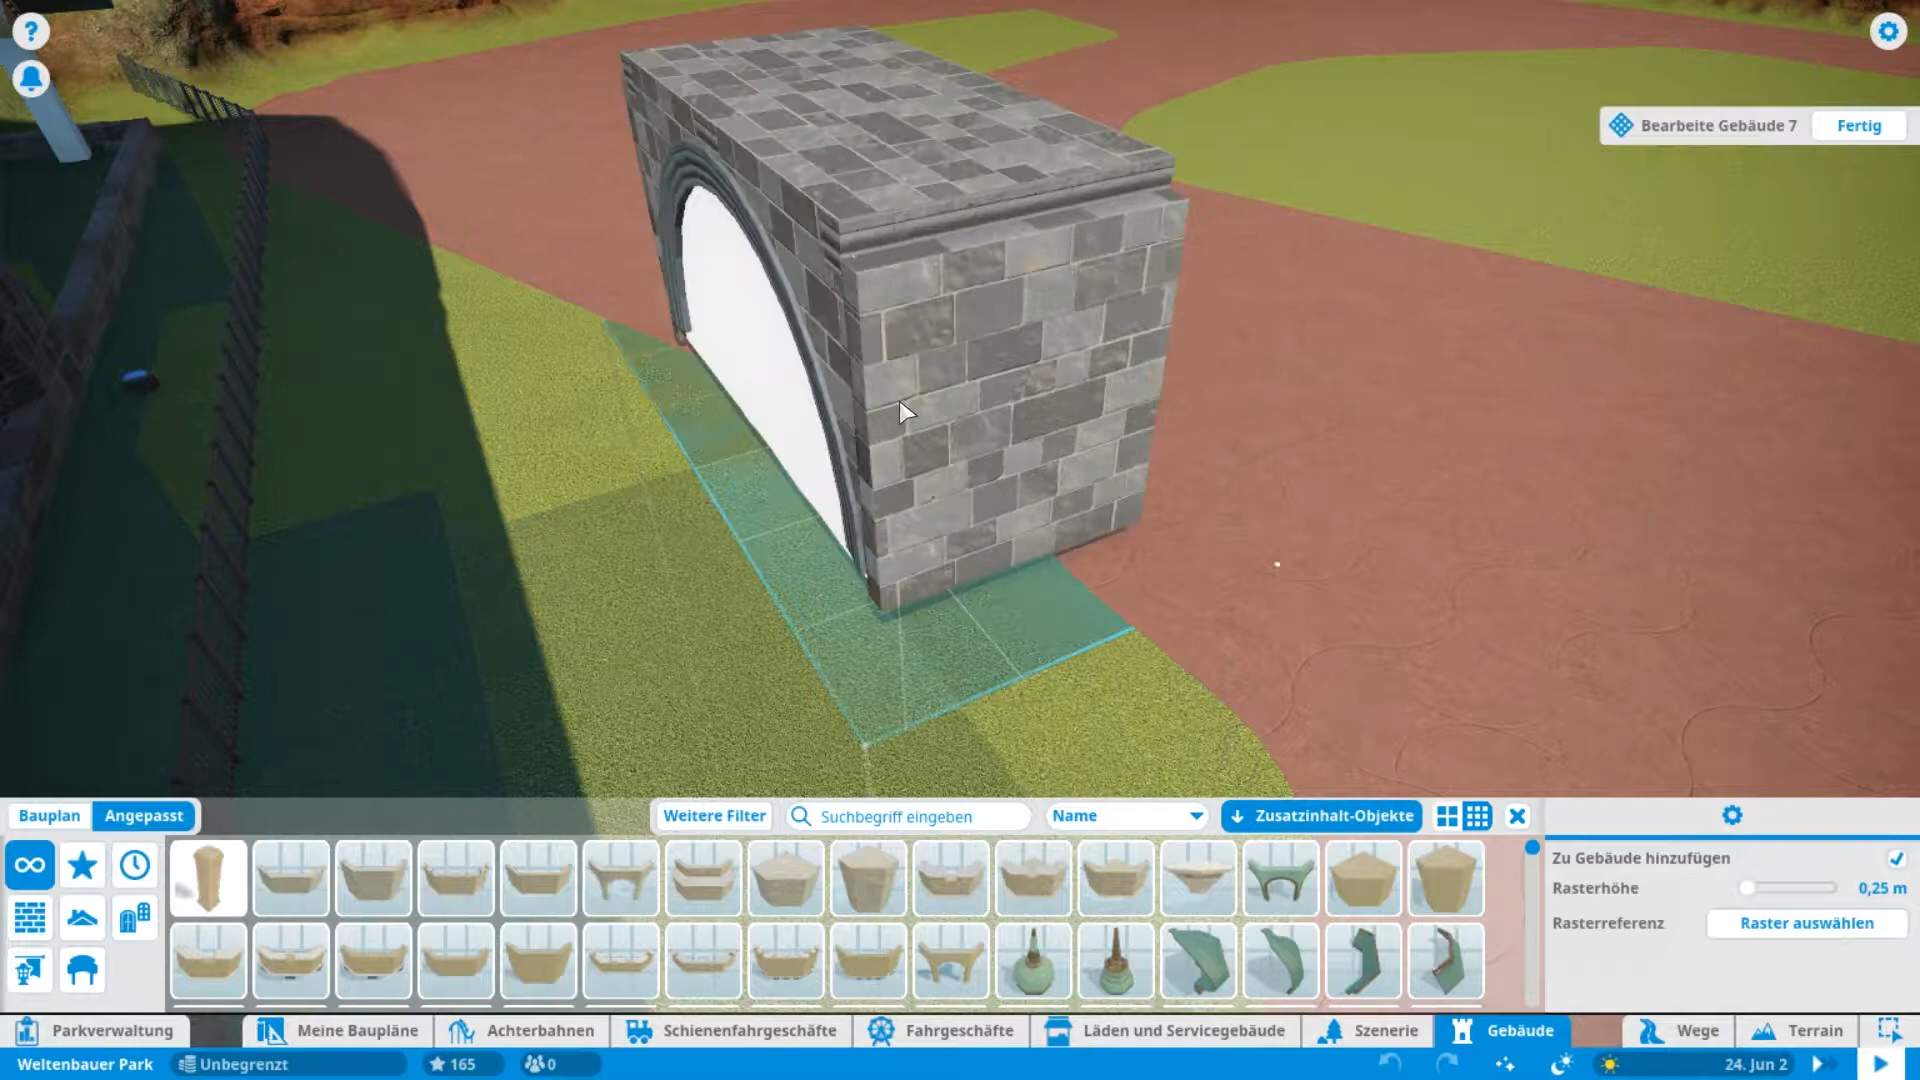 ?
Bearbeite Gebäude 7
Fertig
Bauplan
Angepasst
Weitere Filter
Suchbegriff eingeben
Name
Zusatzinhalt-Objekte
Zu Gebäude hinzufügen
Rasterhöhe
0,25 m
Rasterreferenz
Raster auswählen
Parkverwaltung
Meine Baupläne
Achterbahnen
Schienenfahrgeschäfte
Fahrgeschäfte
Läden und Servicegebäude
Szenerie
Gebäude
Wege
Terrain
Weltenbauer Park
Unbegrenzt
165
0
24. Jun 2